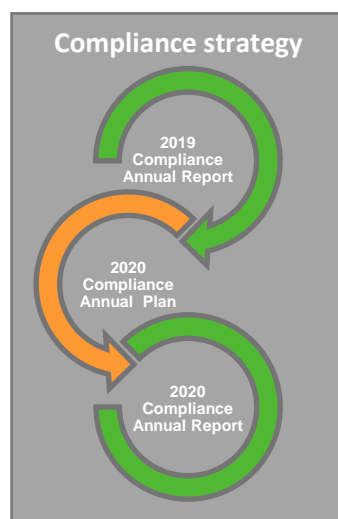 Compliance strategy
2019
Compliance
Annual Report
2020
Compliance
Annual Plan
2020
Compliance
Annual Report